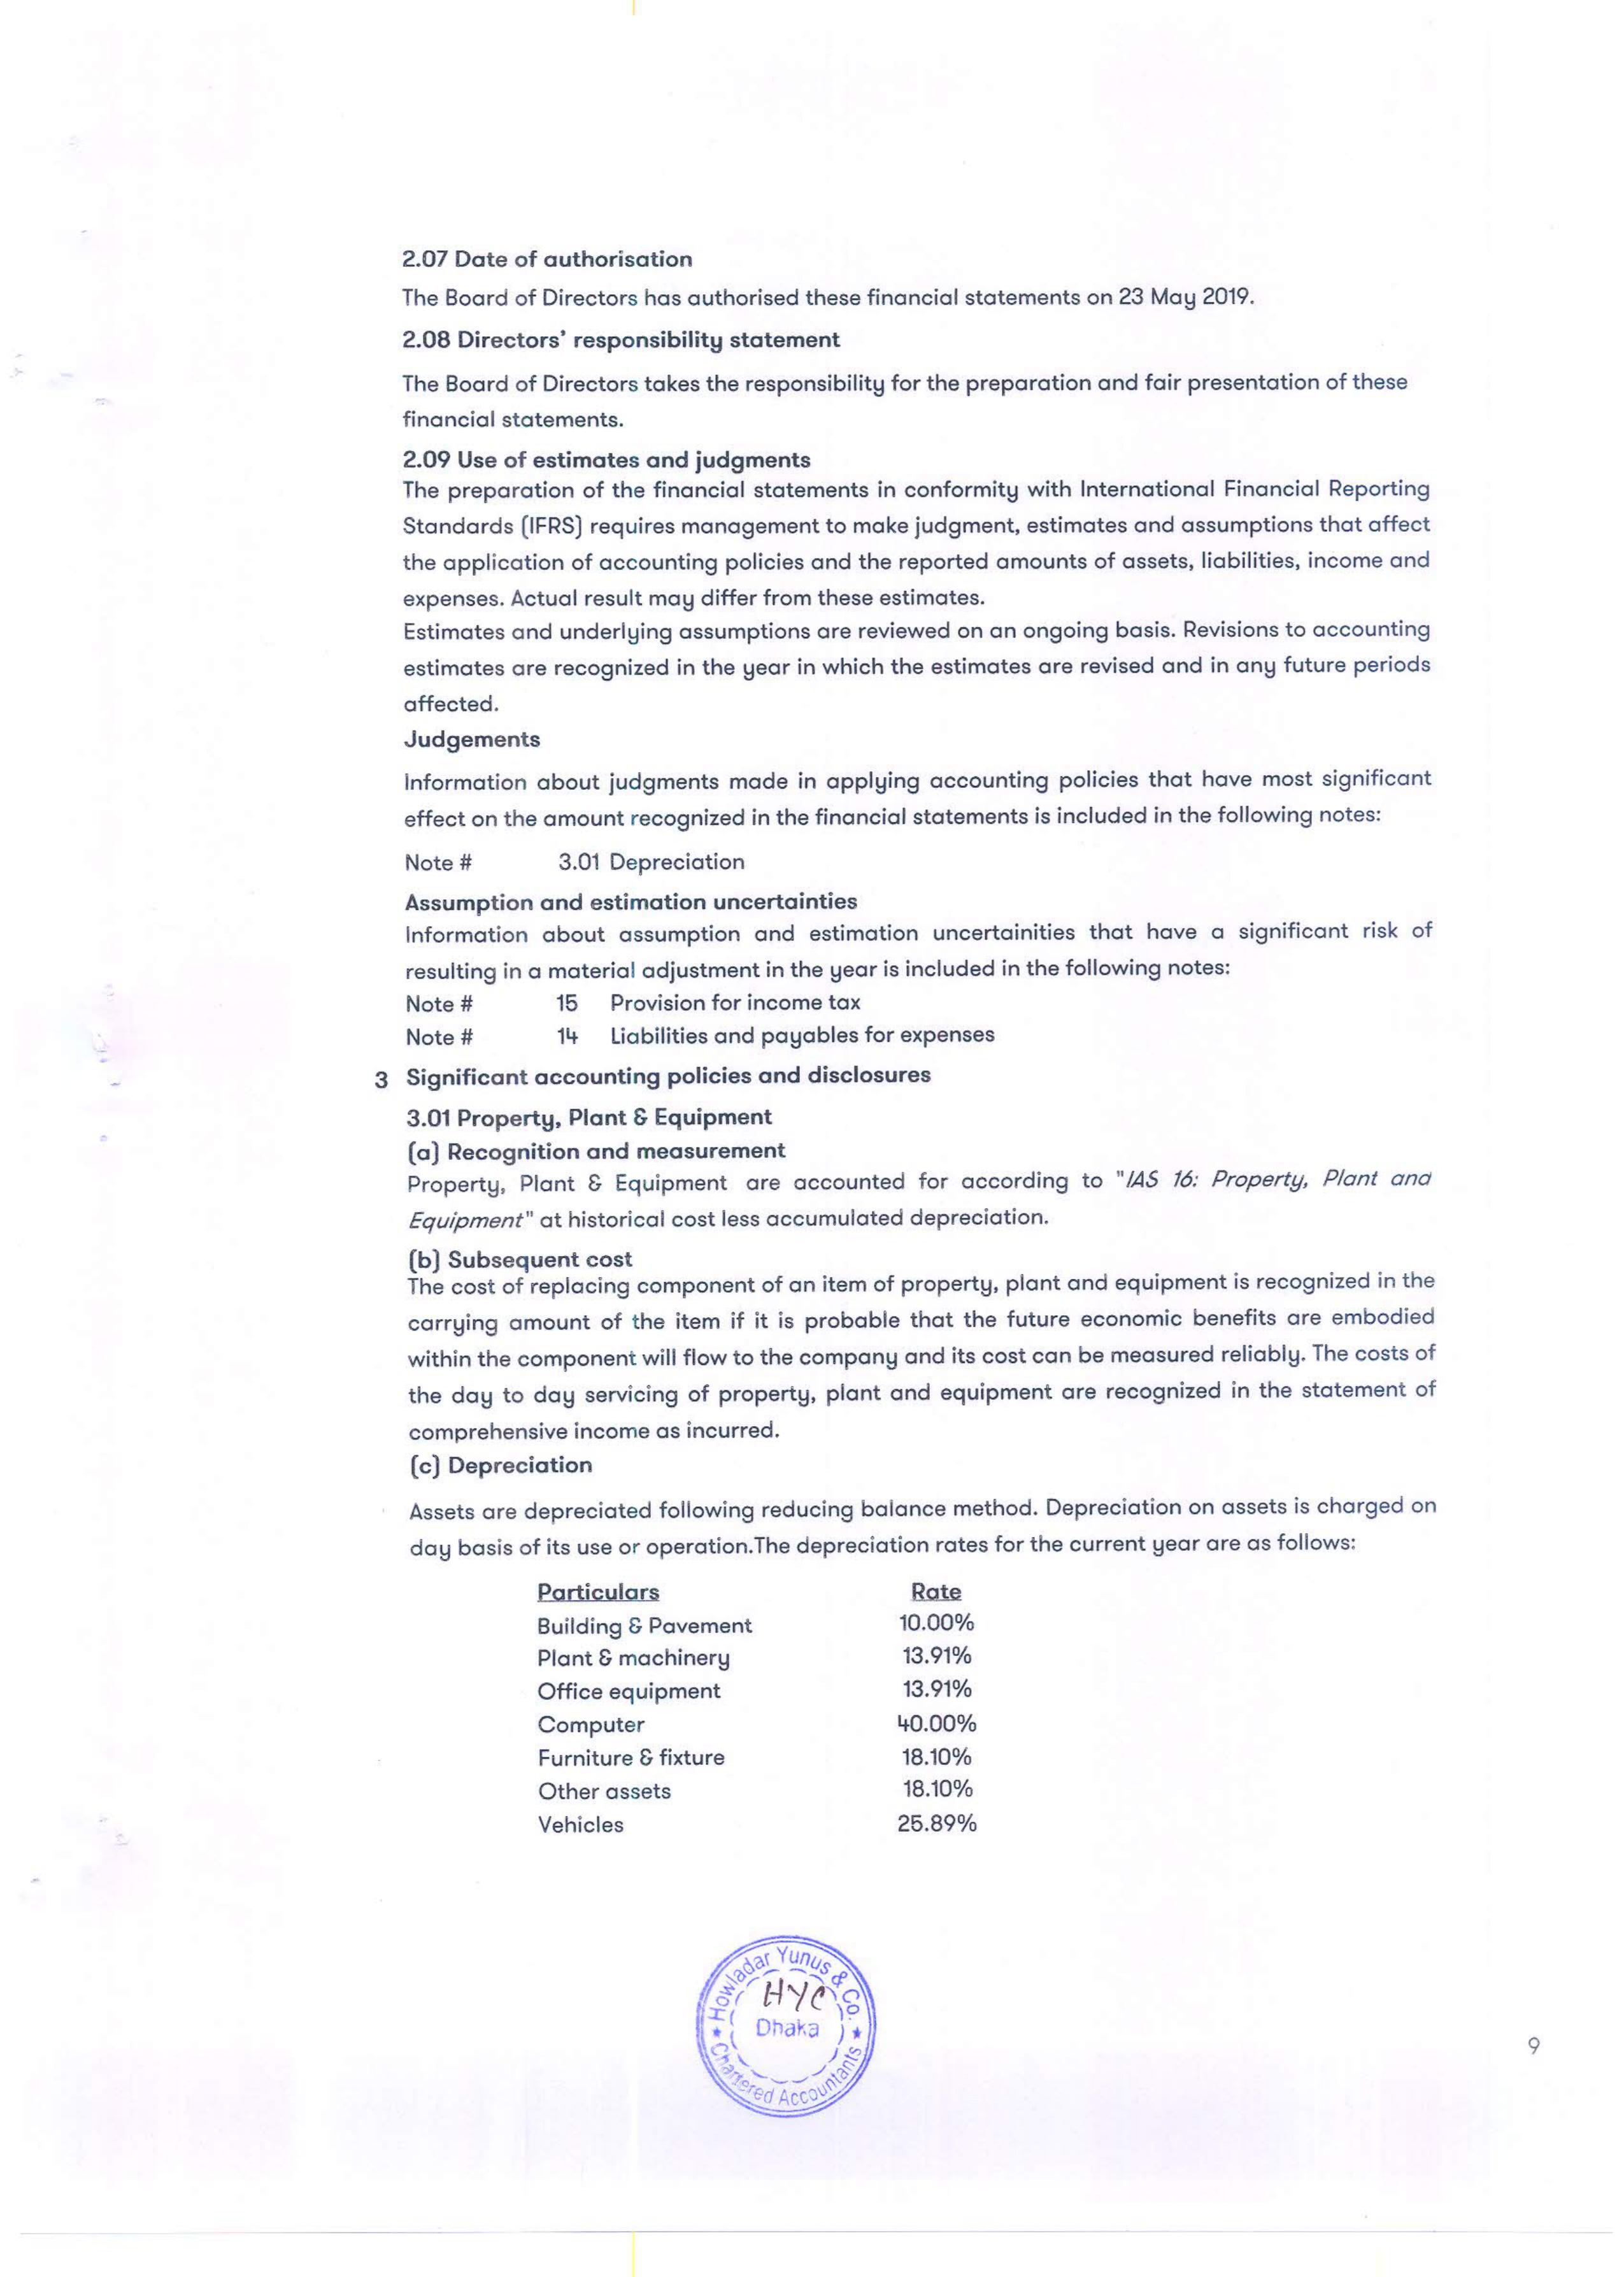 2.07 Date of authorisation
The Board of Directors has authorised these financial statements on 23 May 2019.
2.08 Directors' responsibility statement
The Board of Directors takes the responsibility for the preparation and fair presentation of these
financial statements.
2.09 Use of estimates and judgments
The preparation of the financial statements in conformity with International Financial Reporting
Standards (IFRS) requires management to make judgment, estimates and assumptions that affect
the application of accounting policies and the reported amounts of assets, liabilities, income and
expenses. Actual result may differ from these estimates.
Estimates and underlying assumptions are reviewed on an ongoing basis. Revisions to accounting
estimates are recognized in the year in which the estimates are revised and in any future periods
affected.
Judgements
Information about judgments made in applying accounting policies that have most significant
effect on the amount recognized in the financial statements is included in the following notes:
Note # 3.01 Depreciation
Assumption and estimation uncertainties
Information about assumption and estimation uncertainities that have a significant risk of
resulting in a material adjustment in the year is included in the following notes:
Note # 15 Provision for income tax
Note # 14 Liabilities and payables for expenses
3 Significant accounting policies and disclosures
3.01 Property, Plant & Equipment
(a) Recognition and measurement
Property, Plant & Equipment are accounted for according to "IAS 16: Property, Plant and
Equipment" at historical cost less accumulated depreciation.
(b) Subsequent cost
The cost of replacing component of an item of property, plant and equipment is recognized in the
carrying amount of the item if it is probable that the future economic benefits are embodied
within the component will flow to the company and its cost can be measured reliably. The costs of
the day to day servicing of property, plant and equipment are recognized in the statement of
comprehensive income as incurred.
(c) Depreciation
Assets are depreciated following reducing balance method. Depreciation on assets is charged on
day basis of its use or operation.The depreciation rates for the current year are as follows:
Particulars Rate
Building & Pavement 10.00%
Plant & machinery 13.91%
Office equipment 13.91%
Computer 40.00%
Furniture & fixture 18.10%
Other assets 18.10%
Vehicles 25.89%
Howladar Yunus & Co.
HYC
Dhaka
Chartered Accountants
9